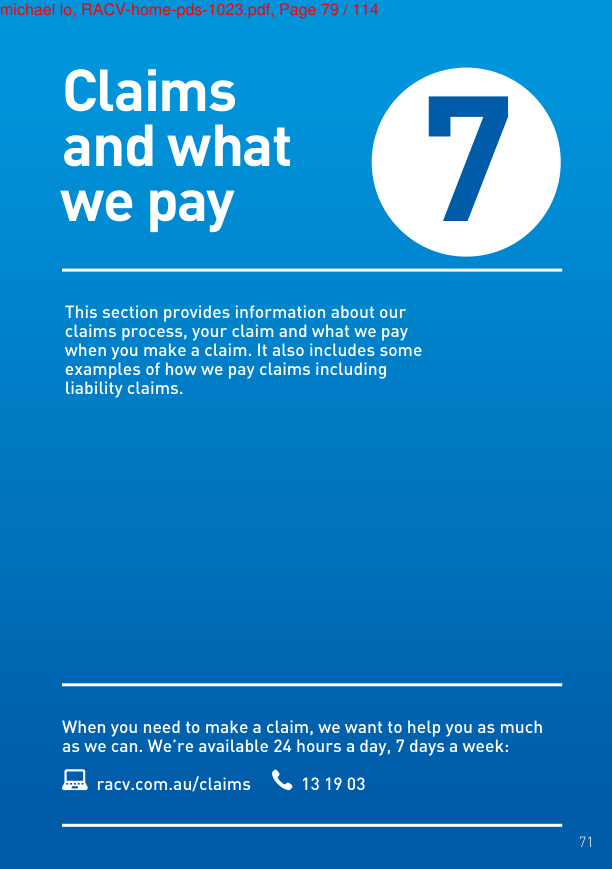 michael lo, RACV-home-pds-1023.pdf, Page 79 / 114
Claims
and what
we pay
7
This section provides information about our
claims process, your claim and what we pay
when you make a claim. It also includes some
examples of how we pay claims including
liability claims.
When you need to make a claim, we want to help you as much
as we can. We’re available 24 hours a day, 7 days a week:
racv.com.au/claims 13 19 03
71